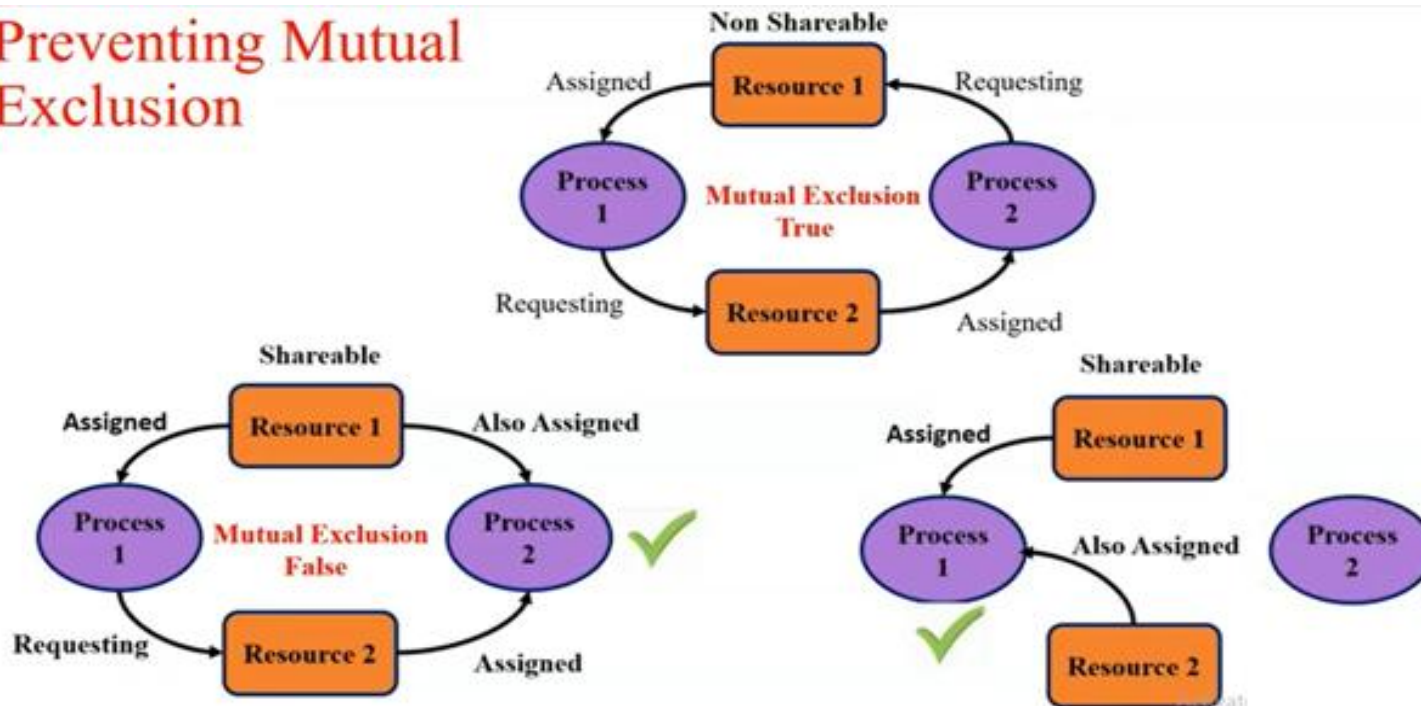 Preventing Mutual
Exclusion
Non Shareable
Assigned
Resource 1
Requesting
Process
1
Mutual Exclusion
True
Process
2
Requesting
Resource 2
Assigned
Shareable
Assigned
Resource 1
Also Assigned
Process
1
Mutual Exclusion
False
Process
2
Requesting
Resource 2
Assigned
Shareable
Assigned
Resource 1
Process
1
Also Assigned
Process
2
Resource 2